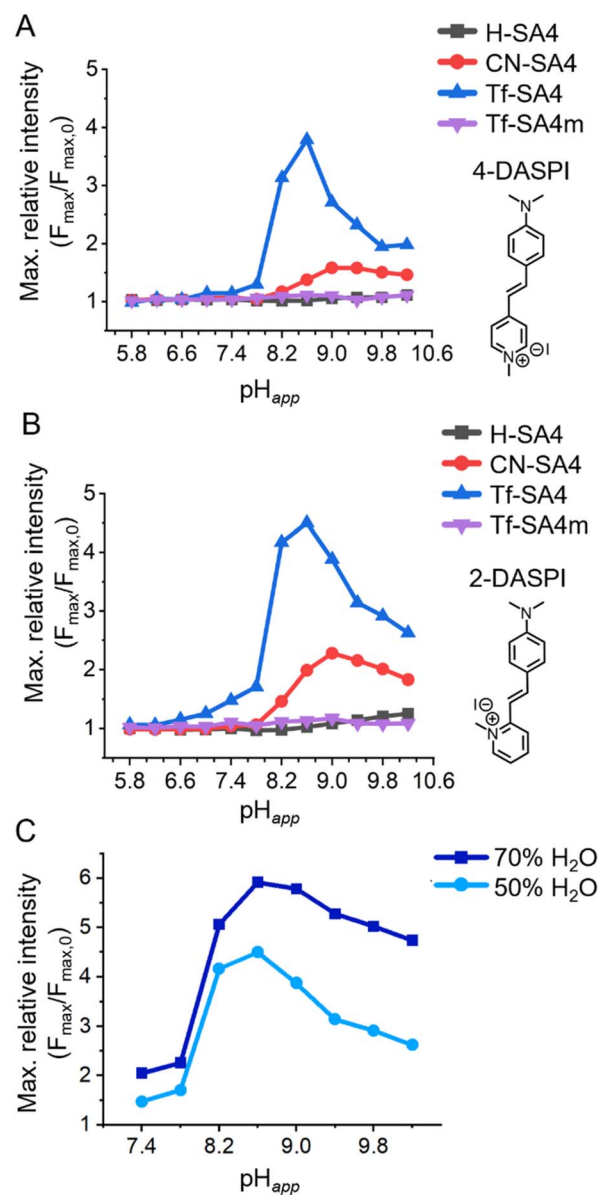 A
H-SA4
CN-SA4
Tf-SA4
Tf-SA4m
Max. relative intensity
(Fmax/Fmax,0)
5
4
3
2
1
5.8 6.6 7.4 8.2 9.0 9.8 10.6
pHapp
4-DASPI
N
N
+
⊖I
B
H-SA4
CN-SA4
Tf-SA4
Tf-SA4m
Max. relative intensity
(Fmax/Fmax,0)
5
4
3
2
1
5.8 6.6 7.4 8.2 9.0 9.8 10.6
pHapp
2-DASPI
N
I⊖
+
N
C
70% H2O
50% H2O
Max. relative intensity
(Fmax/Fmax,0)
6
5
4
3
2
1
7.4 8.2 9.0 9.8
pHapp